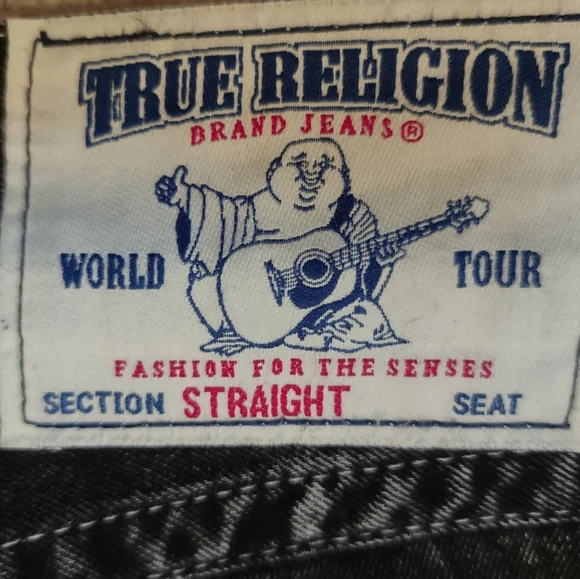 TRUE RELIGION
BRAND JEANS®
WORLD TOUR
FASHION FOR THE SENSES
SECTION STRAIGHT SEAT